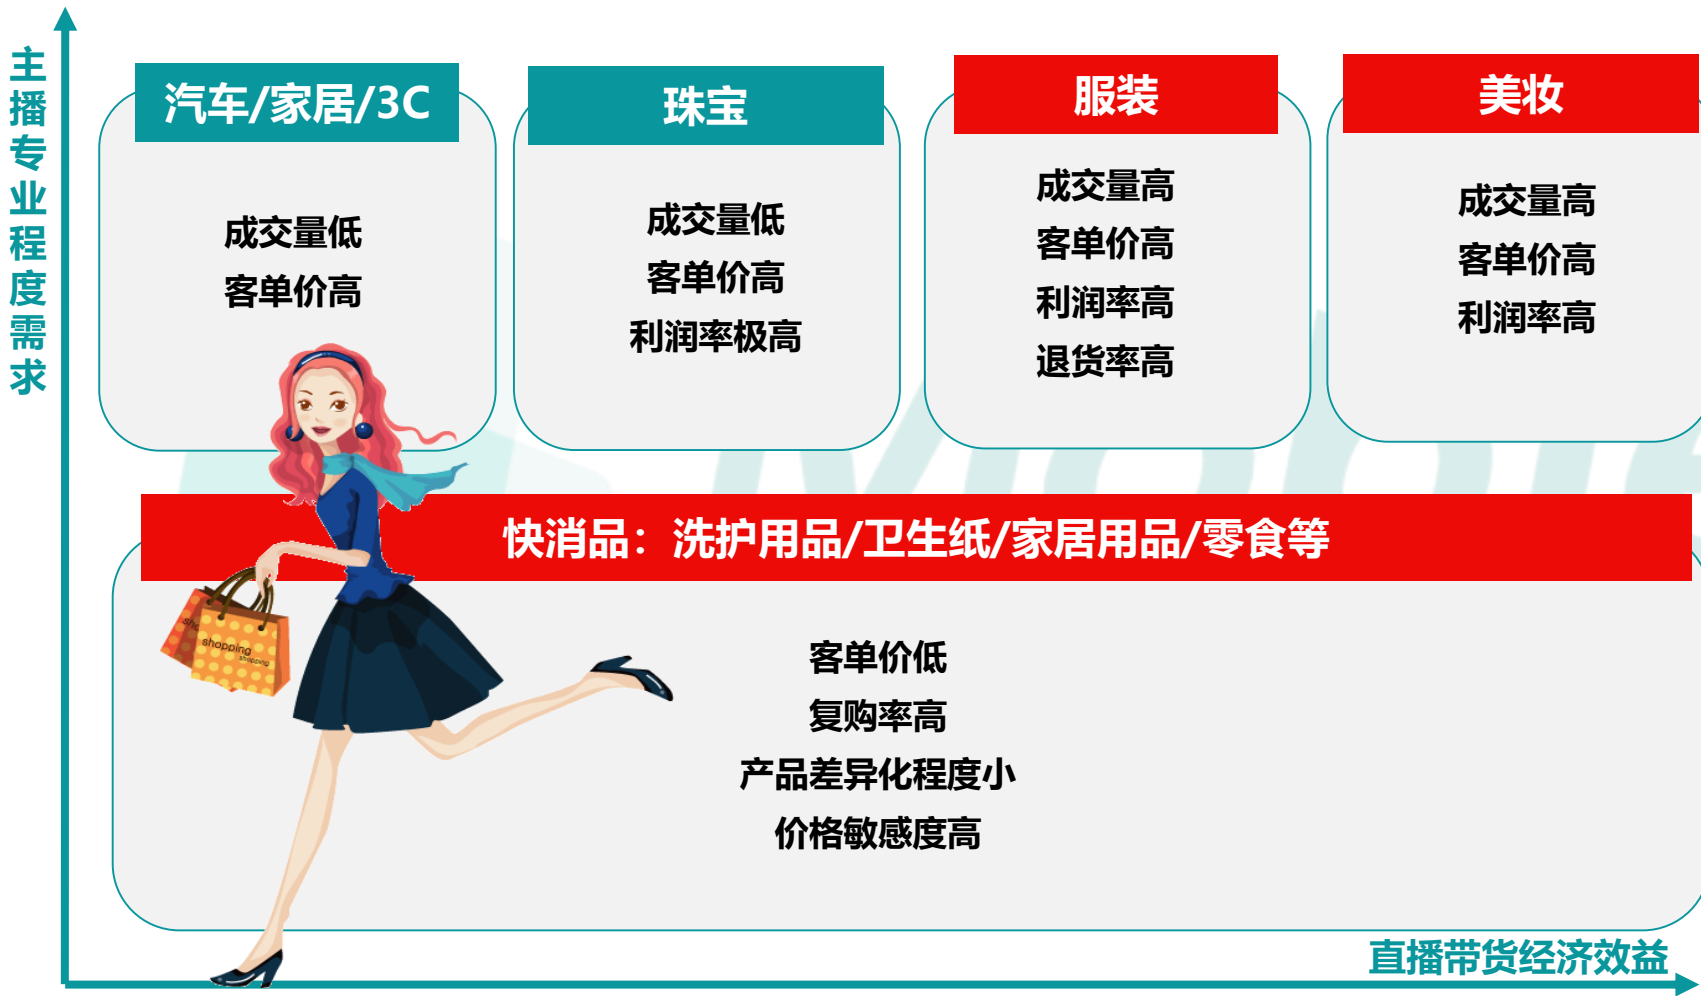 主播专业程度需求
汽车/家居/3C
成交量低
客单价高
珠宝
成交量低
客单价高
利润率极高
服装
成交量高
客单价高
利润率高
退货率高
美妆
成交量高
客单价高
利润率高
快消品：洗护用品/卫生纸/家居用品/零食等
客单价低
复购率高
产品差异化程度小
价格敏感度高
shopping
shopping
直播带货经济效益